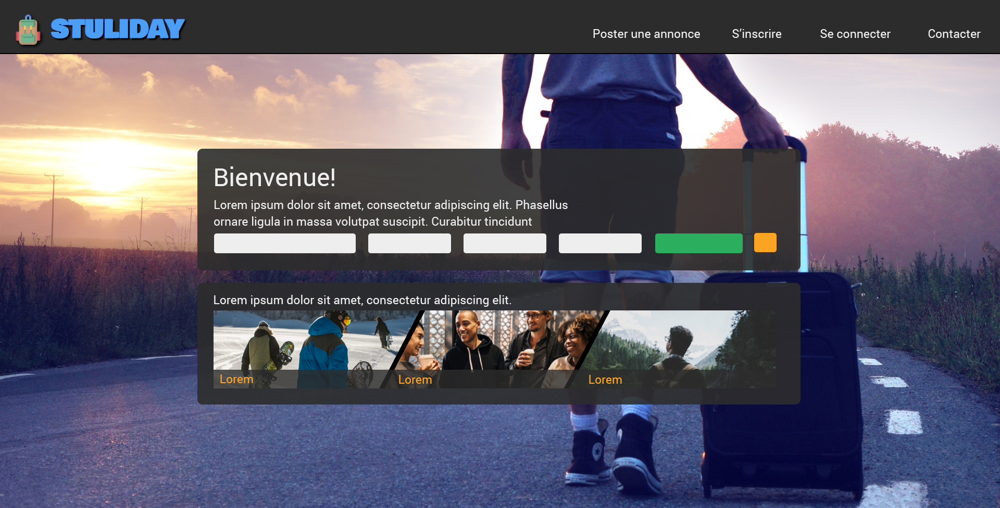 STULIDAY
Poster une annonce
S'inscrire
Se connecter
Contacter
Bienvenue!
Lorem ipsum dolor sit amet, consectetur adipiscing elit. Phasellus
ornare ligula in massa volutpat suscipit. Curabitur tincidunt
Lorem ipsum dolor sit amet, consectetur adipiscing elit.
Lorem
Lorem
Lorem